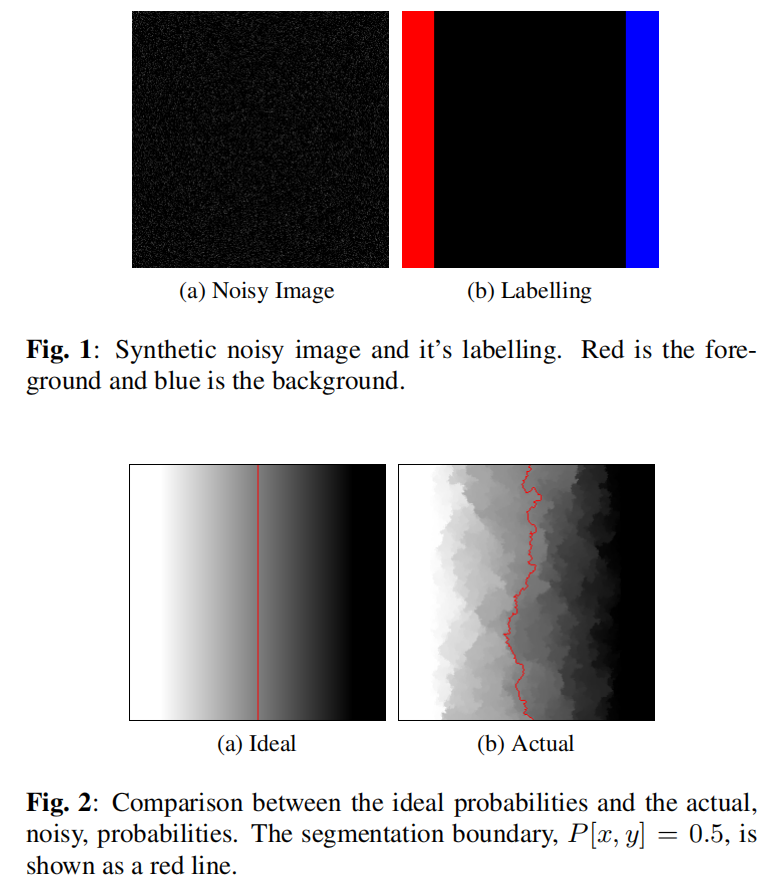 (a) Noisy Image
(b) Labelling
Fig. 1: Synthetic noisy image and it's labelling. Red is the fore-
ground and blue is the background.
(a) Ideal
(b) Actual
Fig. 2: Comparison between the ideal probabilities and the actual,
noisy, probabilities. The segmentation boundary, P[x, y] = 0.5, is
shown as a red line.